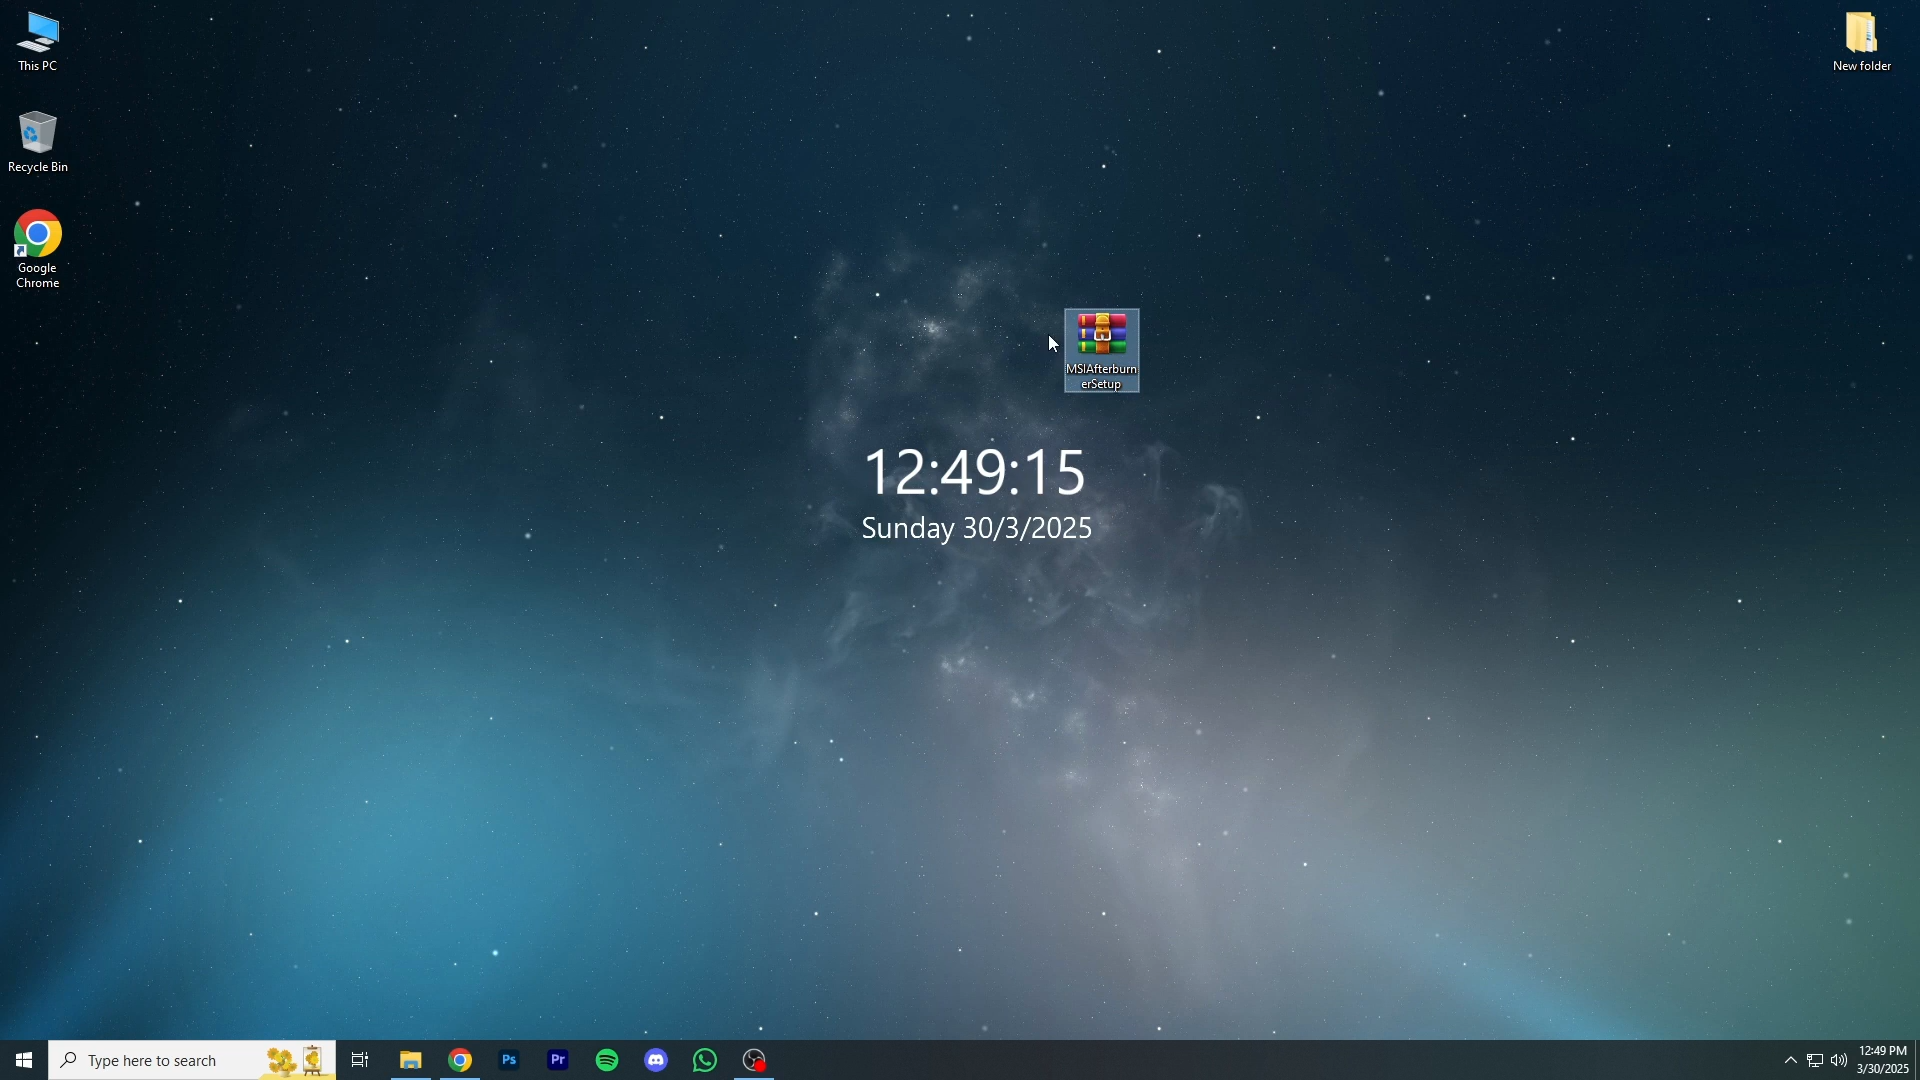 This PC
Recycle Bin
Google
Chrome
New folder
MSIAfterburn
erSetup
12:49:15
Sunday 30/3/2025
Type here to search
Ps
Pr
12:49 PM
3/30/2025